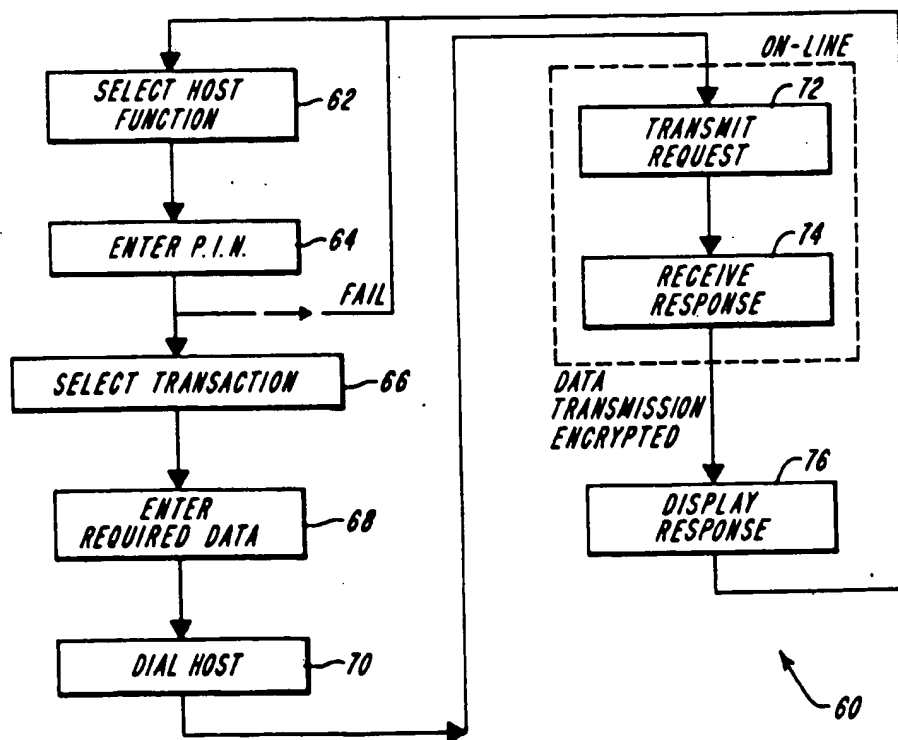 SELECT HOST
FUNCTION
62
ENTER P.I.N.
64
FAIL
SELECT TRANSACTION
66
ENTER
REQUIRED DATA
68
DIAL HOST
70
ON-LINE
72
TRANSMIT
REQUEST
74
RECEIVE
RESPONSE
DATA
TRANSMISSION
ENCRYPTED
76
DISPLAY
RESPONSE
60